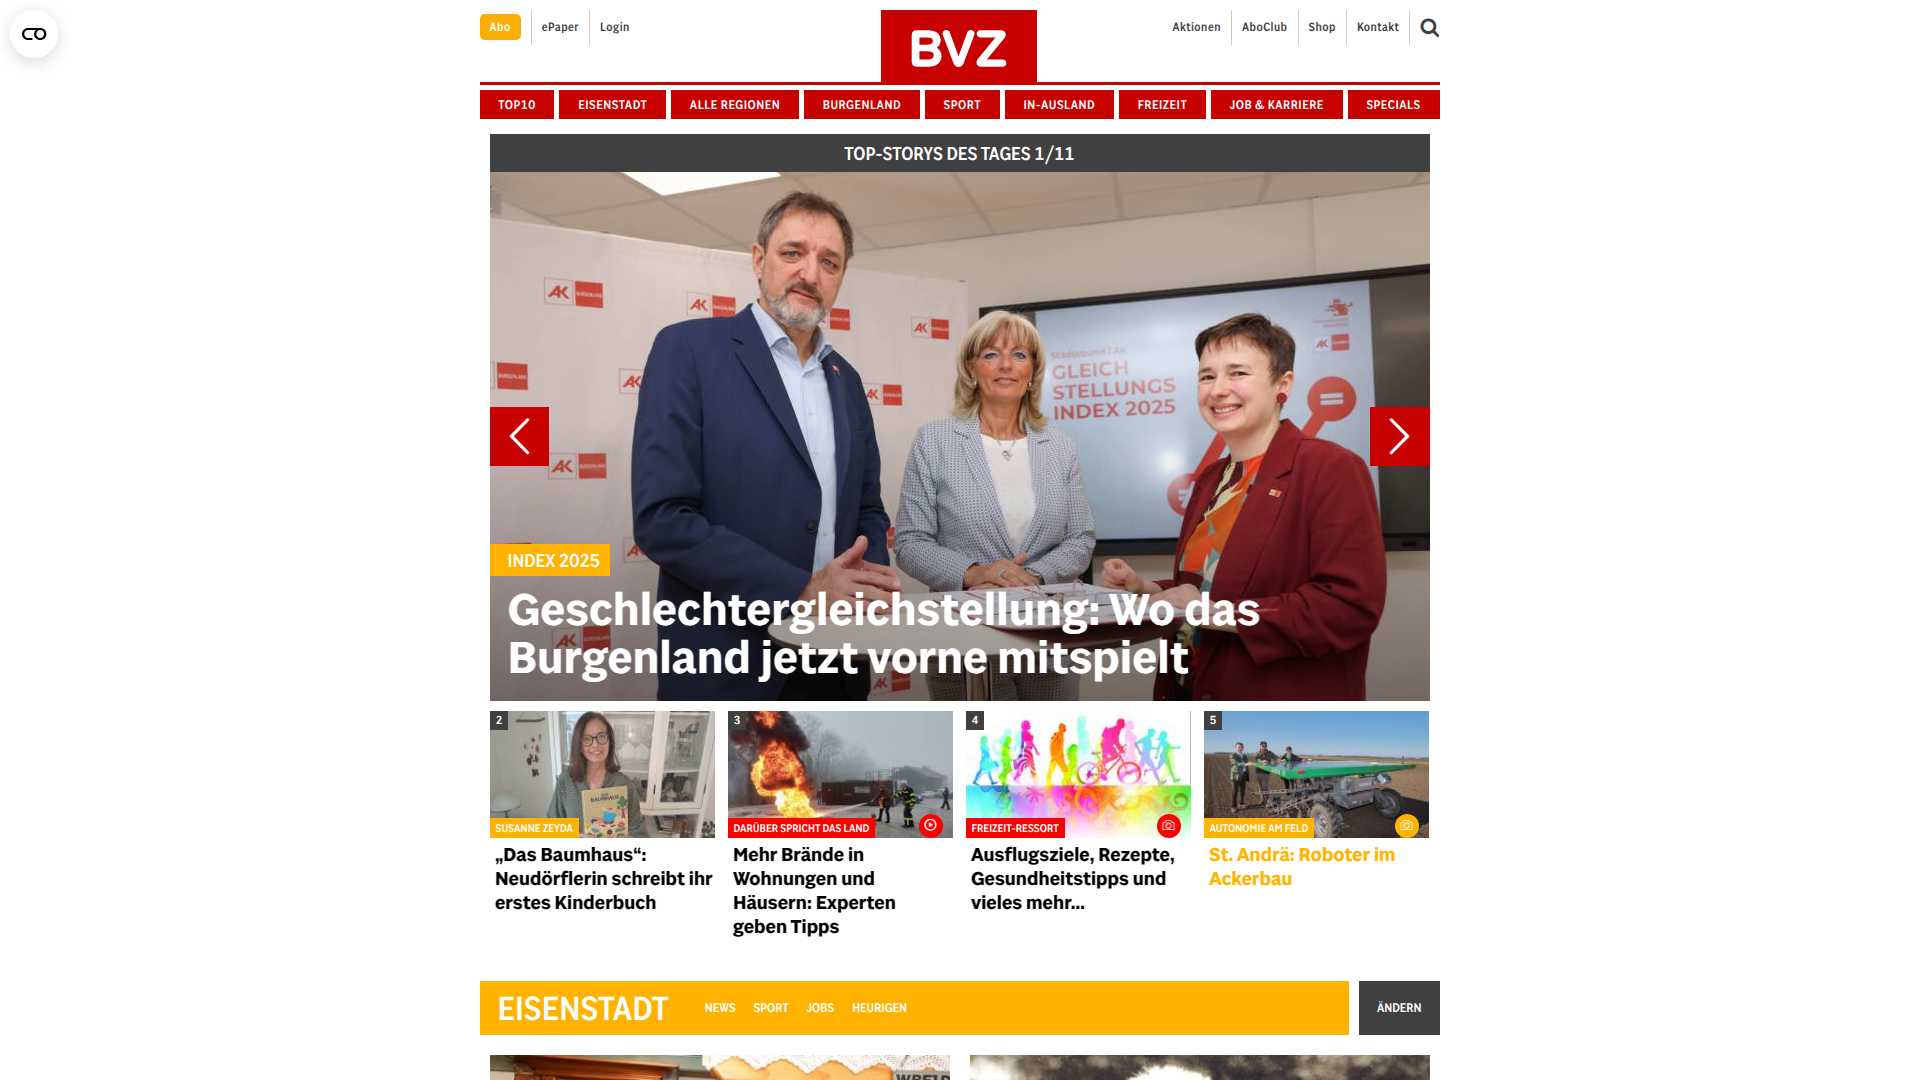 Abo
ePaper
Login
BVZ
Aktionen
AboClub
Shop
Kontakt
TOP10
EISENSTADT
ALLE REGIONEN
BURGENLAND
SPORT
IN-AUSLAND
FREIZEIT
JOB & KARRIERE
SPECIALS
TOP-STORYS DES TAGES 1/11
AK BURGENLAND
GLEICH
STELLUNGS
INDEX 2025
INDEX 2025
Geschlechtergleichstellung: Wo das
Burgenland jetzt vorne mitspielt
2
SUSANNE ZEYDA
„Das Baumhaus“:
Neudörflerin schreibt ihr
erstes Kinderbuch
3
DARÜBER SPRICHT DAS LAND
Mehr Brände in
Wohnungen und
Häusern: Experten
geben Tipps
4
FREIZEIT-RESSORT
Ausflugsziele, Rezepte,
Gesundheitstipps und
vieles mehr...
5
AUTONOMIE AM FELD
St. Andrä: Roboter im
Ackerbau
EISENSTADT
NEWS
SPORT
JOBS
HEURIGEN
ÄNDERN